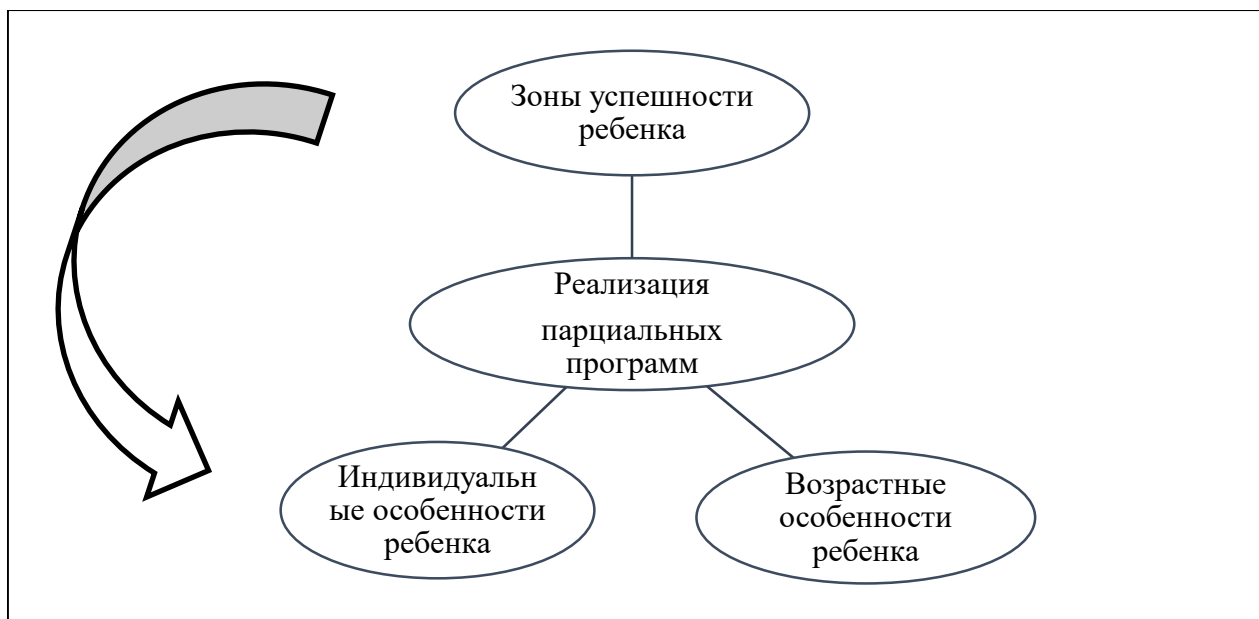 Зоны успешности
ребенка
Реализация
парциальных
программ
Индивидуальн
ые особенности
ребенка
Возрастные
особенности
ребенка